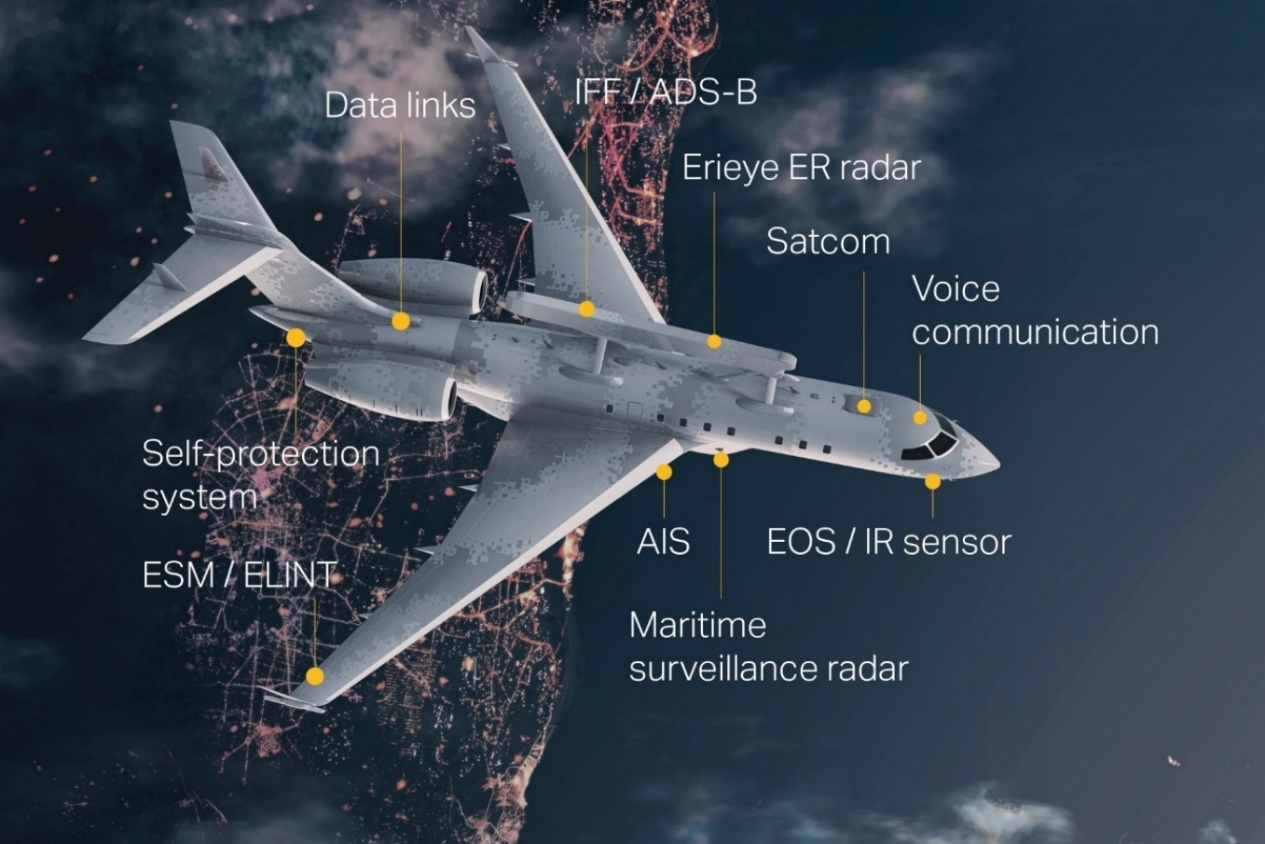 Data links
IFF / ADS-B
Erieye ER radar
Satcom
Voice
communication
Self-protection
system
ESM / ELINT
AIS
EOS / IR sensor
Maritime
surveillance radar